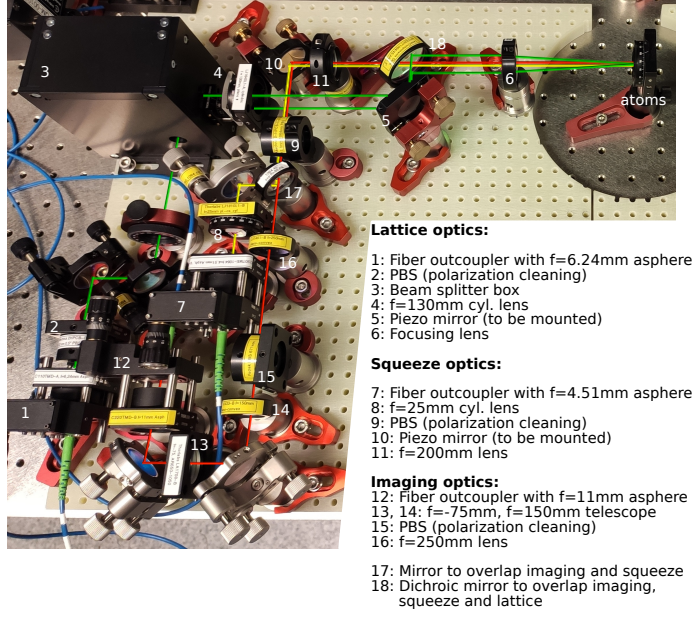 3
4
10
11
18
6
atoms
5
9
17
8
16
7
2
12
15
1
14
13
Lattice optics:
1: Fiber outcoupler with f=6.24mm asphere
2: PBS (polarization cleaning)
3: Beam splitter box
4: f=130mm cyl. lens
5: Piezo mirror (to be mounted)
6: Focusing lens
Squeeze optics:
7: Fiber outcoupler with f=4.51mm asphere
8: f=25mm cyl. lens
9: PBS (polarization cleaning)
10: Piezo mirror (to be mounted)
11: f=200mm lens
Imaging optics:
12: Fiber outcoupler with f=11mm asphere
13, 14: f=-75mm, f=150mm telescope
15: PBS (polarization cleaning)
16: f=250mm lens
17: Mirror to overlap imaging and squeeze
18: Dichroic mirror to overlap imaging,
squeeze and lattice